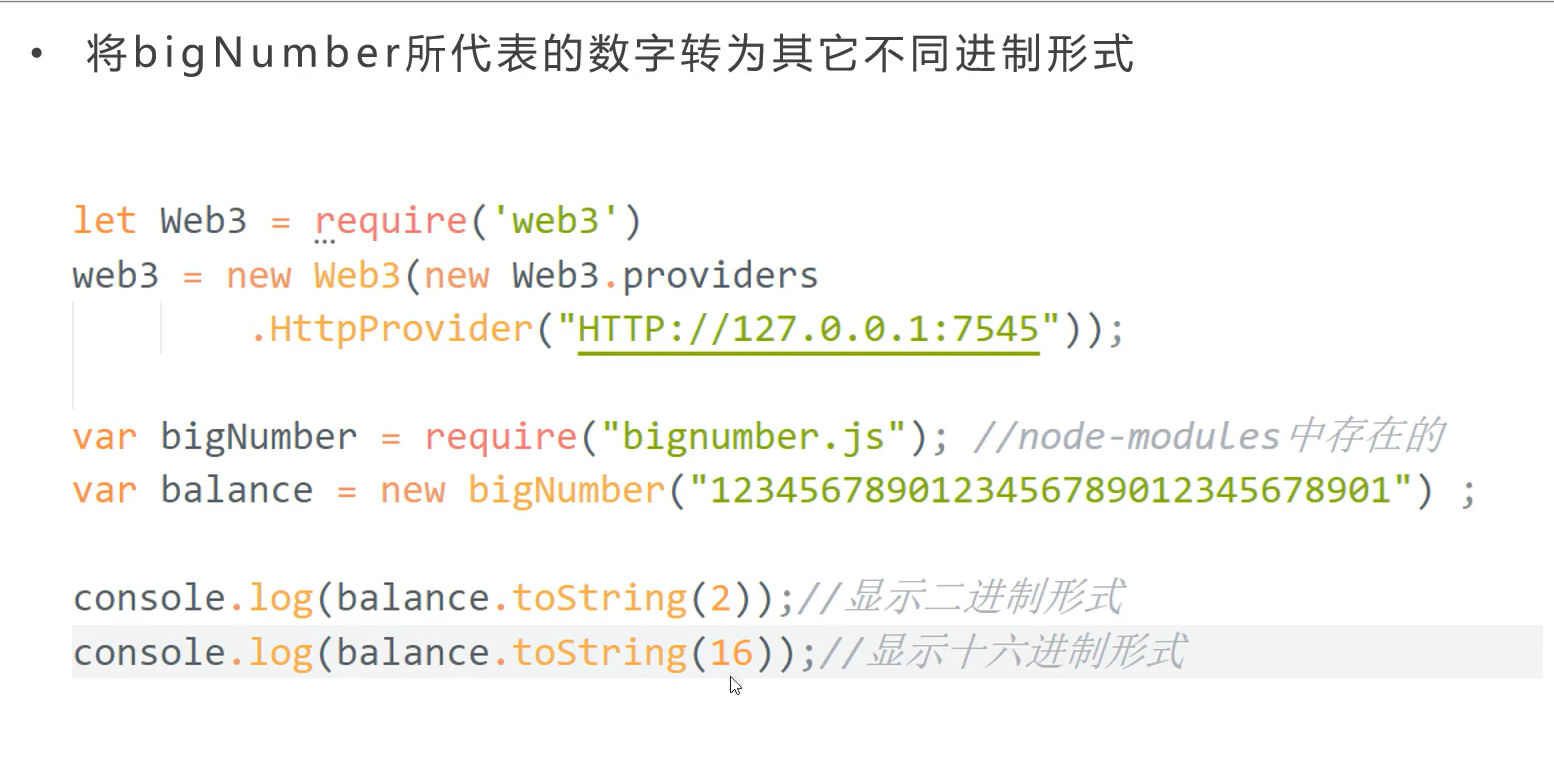 • 将bigNumber所代表的数字转为其它不同进制形式
let Web3 = require('web3')
web3 = new Web3(new Web3.providers
.HttpProvider("HTTP://127.0.0.1:7545"));
var bigNumber = require("bignumber.js"); //node-modules中存在的
var balance = new bigNumber("1234567890123456789012345678901") ;
console.log(balance.toString(2));//显示二进制形式
console.log(balance.toString(16));//显示十六进制形式